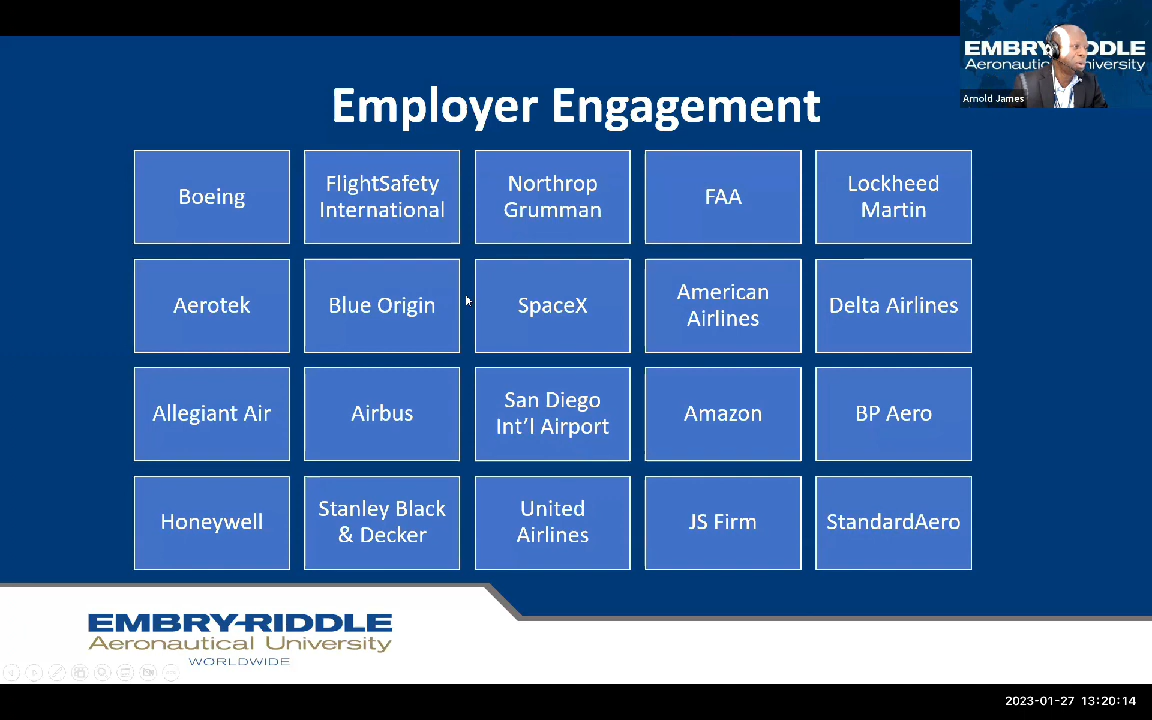 EMBRY RIDDLE
Aeronautical University
Arnold James
Employer Engagement
Boeing
FlightSafety
International
Northrop
Grumman
FAA
Lockheed
Martin
Aerotek
Blue Origin
SpaceX
American
Airlines
Delta Airlines
Allegiant Air
Airbus
San Diego
Int'l Airport
Amazon
BP Aero
Honeywell
Stanley Black
& Decker
United
Airlines
JS Firm
StandardAero
EMBRY-RIDDLE
Aeronautical University
WORLDWIDE
2023-01-27 13:20:14